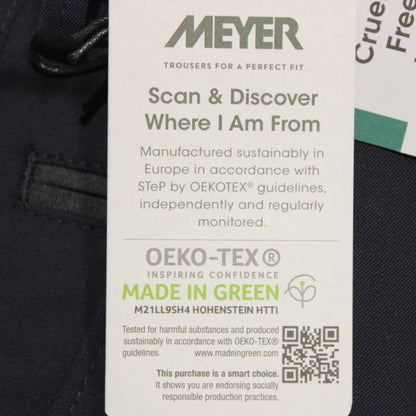 MEYER
TROUSERS FOR A PERFECT FIT
Scan & Discover
Where I Am From
Manufactured sustainably in
Europe in accordance with
STeP by OEKOTEX® guidelines,
independently and regularly
monitored.
OEKO-TEX®
INSPIRING CONFIDENCE
MADE IN GREEN
M21LL9SH4 HOHENSTEIN HTTI
Tested for harmful substances and produced
sustainably in accordance with OEKO-TEX®
guidelines. www.madeingreen.com
This purchase is a smart choice.
It shows you are endorsing socially
responsible production practices.
Free